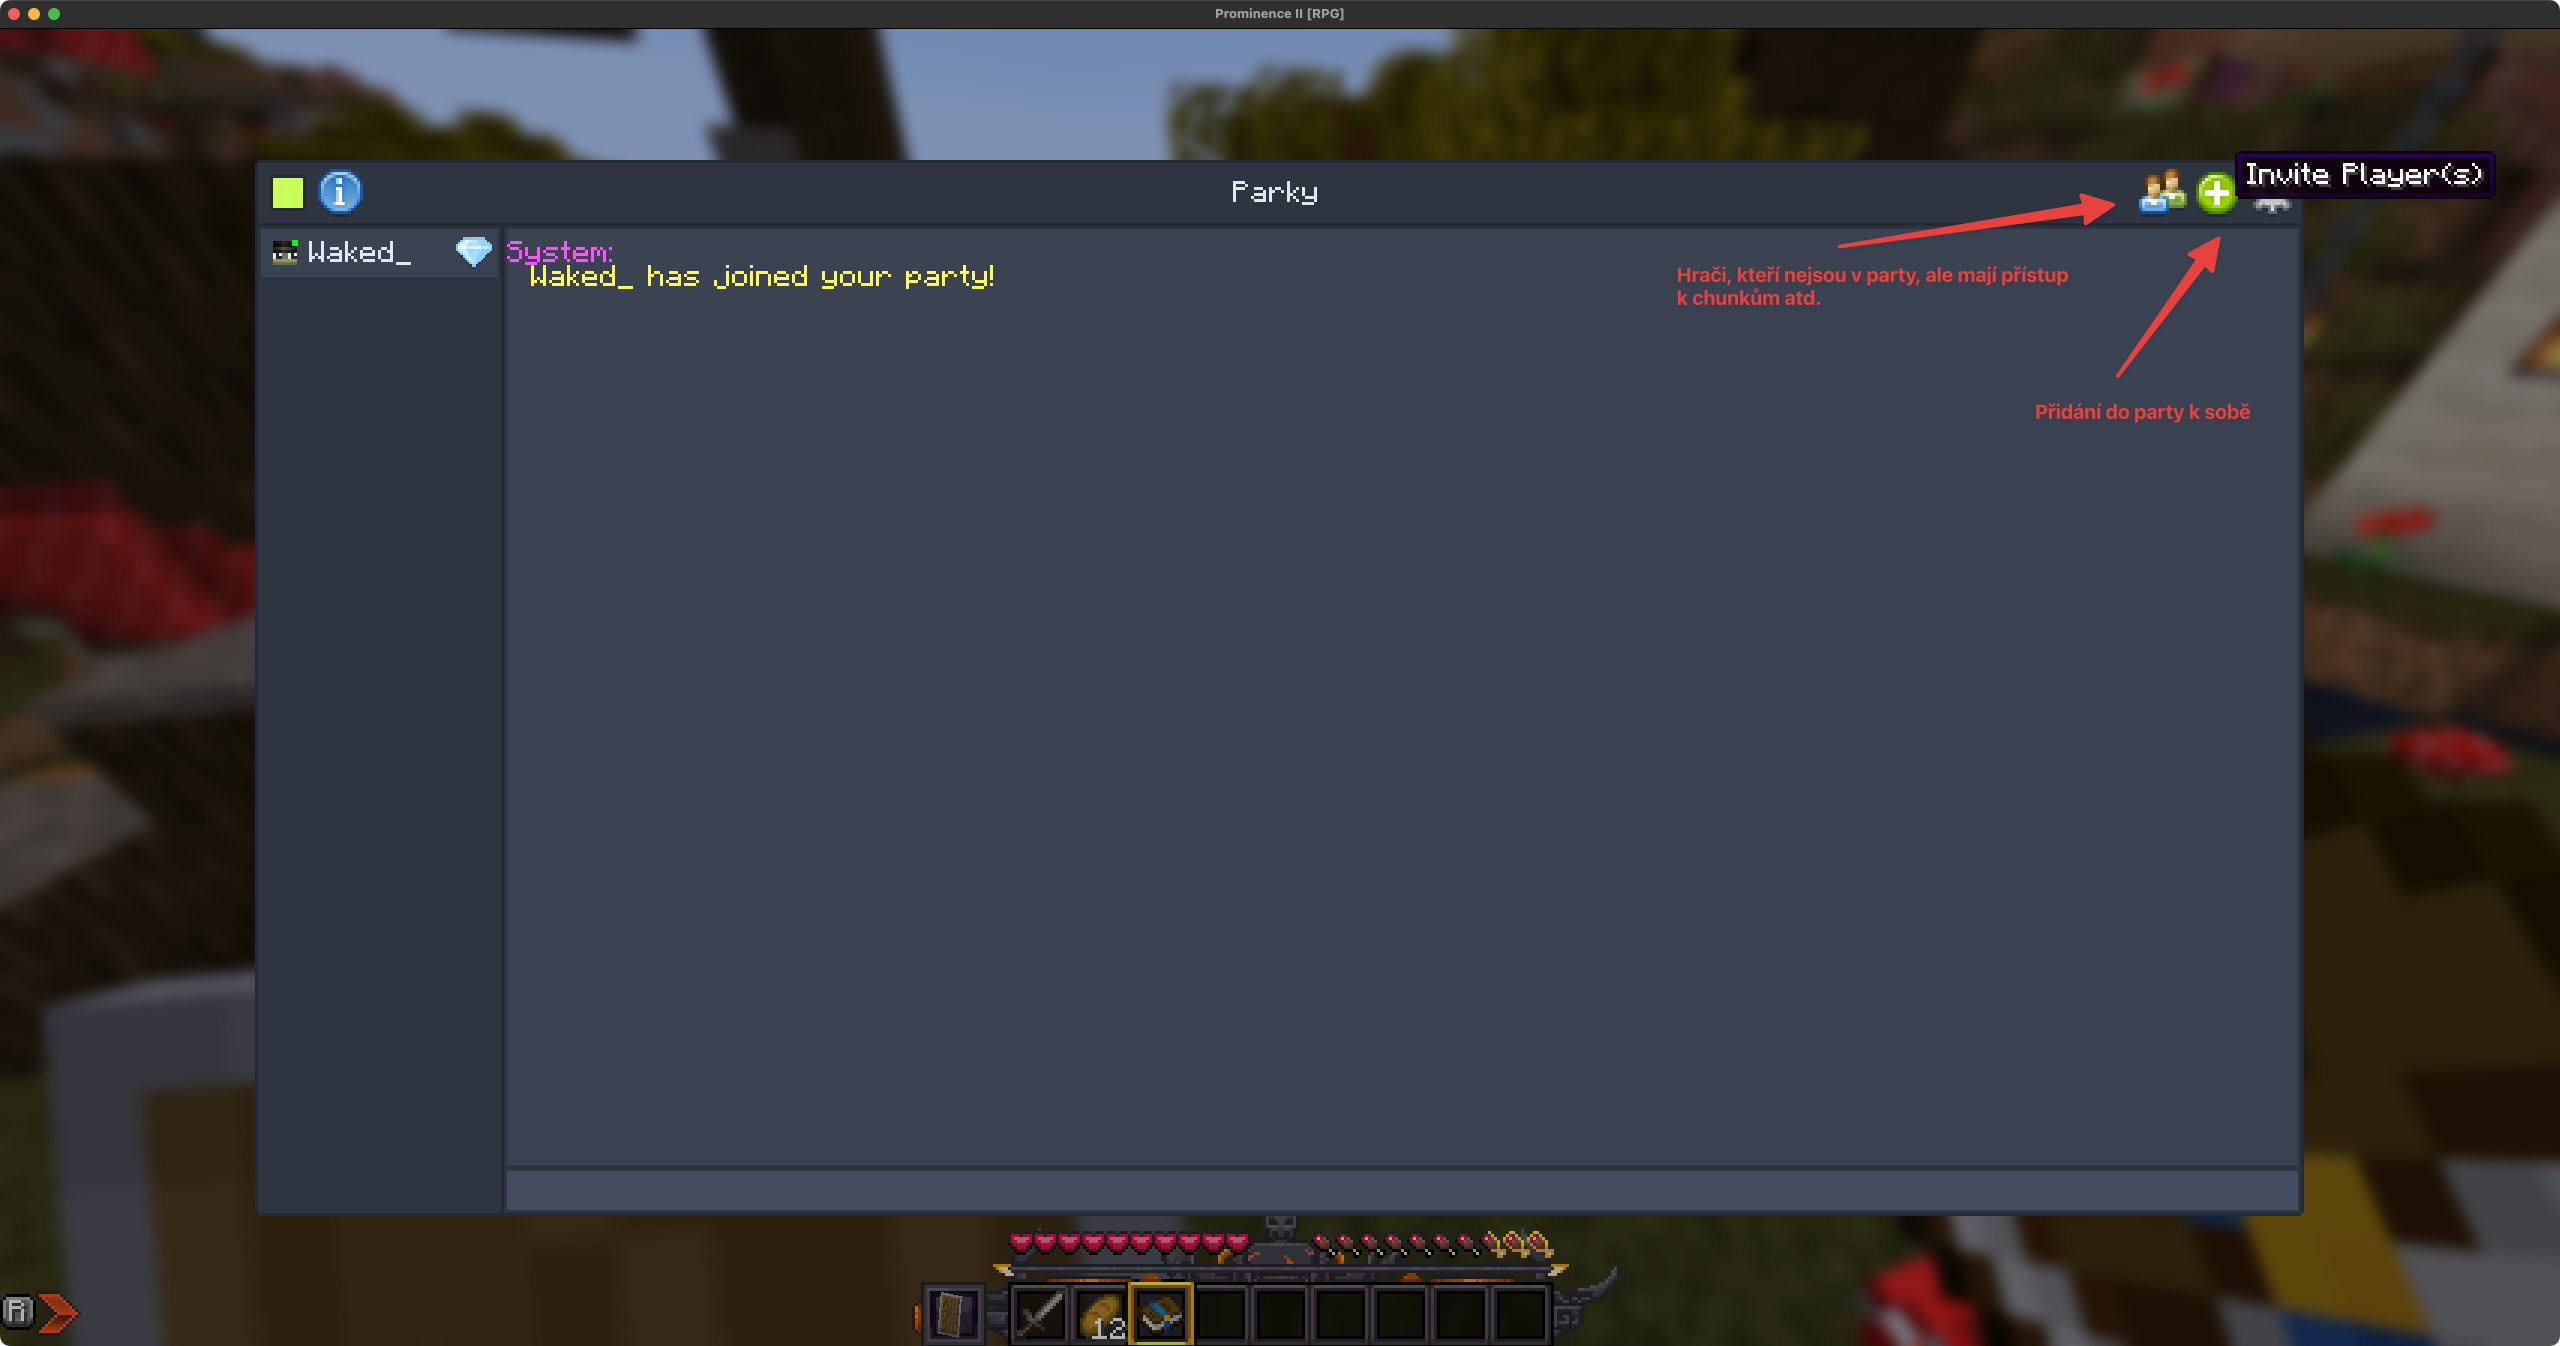 Prominence II [RPG]
Parky
Invite Player(s)
Waked_
System:
Waked_ has joined your party!
Hrači, kteří nejsou v party, ale mají přístup
k chunkům atd.
Přidání do party k sobě
12
R